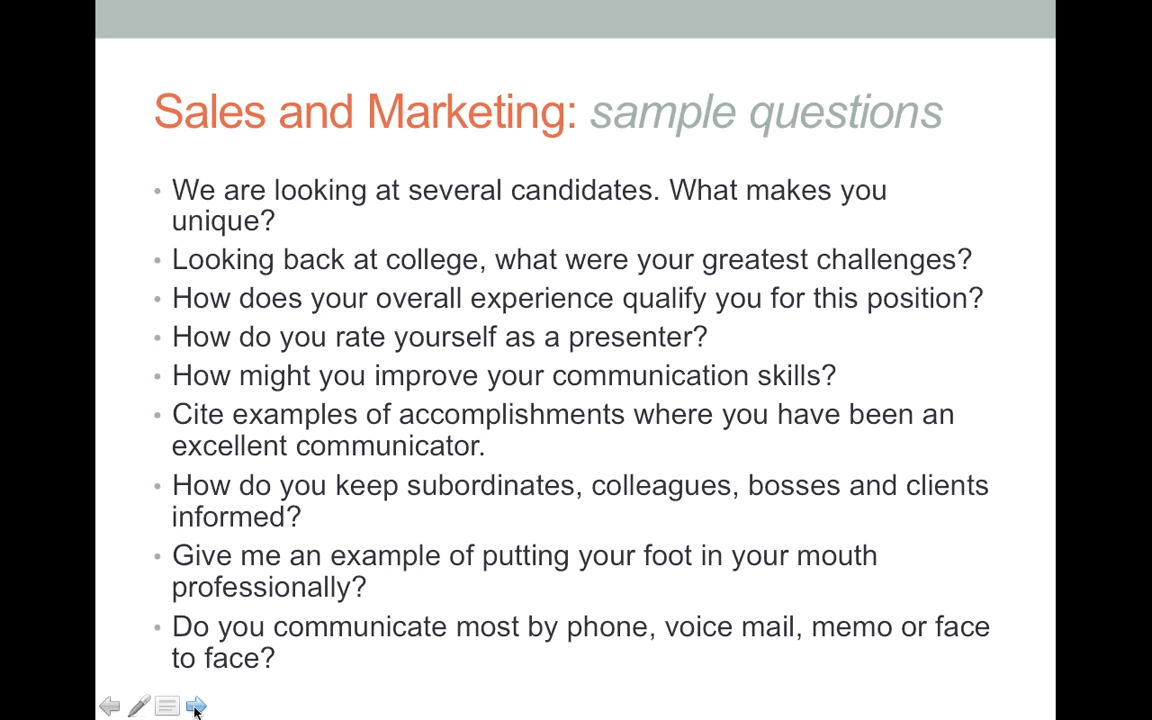 Sales and Marketing: sample questions
• We are looking at several candidates. What makes you
unique?
• Looking back at college, what were your greatest challenges?
• How does your overall experience qualify you for this position?
• How do you rate yourself as a presenter?
• How might you improve your communication skills?
• Cite examples of accomplishments where you have been an
excellent communicator.
• How do you keep subordinates, colleagues, bosses and clients
informed?
• Give me an example of putting your foot in your mouth
professionally?
• Do you communicate most by phone, voice mail, memo or face
to face?